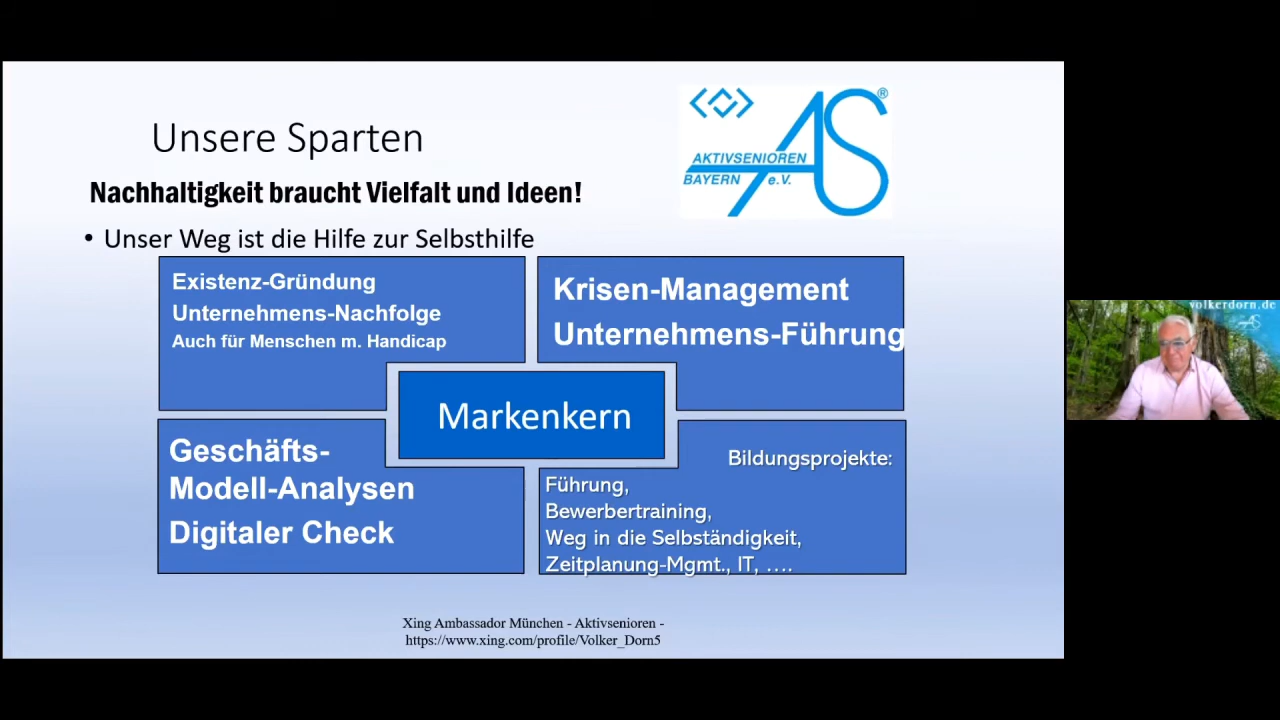 Unsere Sparten
AS®
AKTIVSENIOREN
BAYERN e.V.
Nachhaltigkeit braucht Vielfalt und Ideen!
• Unser Weg ist die Hilfe zur Selbsthilfe
Existenz-Gründung
Unternehmens-Nachfolge
Auch für Menschen m. Handicap
Krisen-Management
Unternehmens-Führung
Markenkern
Geschäfts-
Modell-Analysen
Digitaler Check
Bildungsprojekte:
Führung,
Bewerbertraining,
Weg in die Selbständigkeit,
Zeitplanung-Mgmt., IT, ….
Xing Ambassador München - Aktivsenioren -
https://www.xing.com/profile/Volker_Dorn5
volkerdorn.de
AS